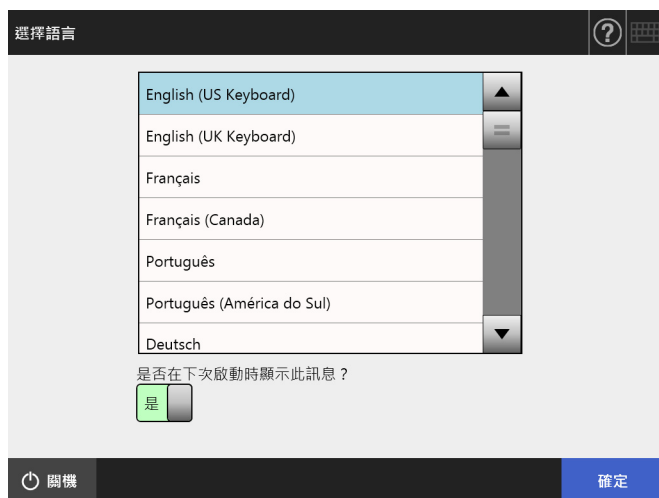 選擇語言
English (US Keyboard)
English (UK Keyboard)
Français
Français (Canada)
Português
Português (América do Sul)
Deutsch
是否在下次啟動時顯示此訊息？
是
關機
確定